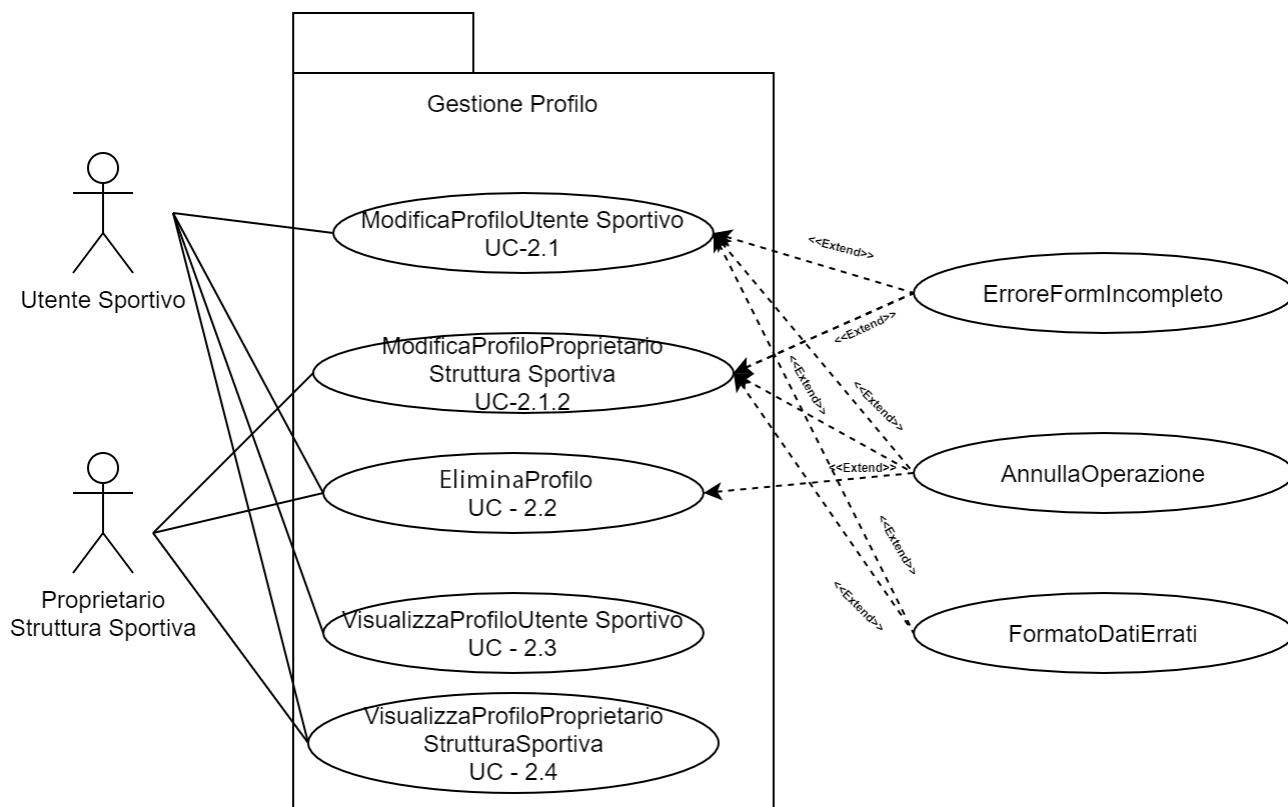 Gestione Profilo
Utente Sportivo
ModificaProfiloUtente Sportivo
UC-2.1
ModificaProfiloProprietario
Struttura Sportiva
UC-2.1.2
EliminaProfilo
UC - 2.2
Proprietario
Struttura Sportiva
VisualizzaProfiloUtente Sportivo
UC - 2.3
VisualizzaProfiloProprietario
StrutturaSportiva
UC - 2.4
<<Extend>>
<<Extend>>
<<Extend>>
<<Extend>>
<<Extend>>
<<Extend>>
<<Extend>>
ErroreFormIncompleto
AnnullaOperazione
FormatoDatiErrati